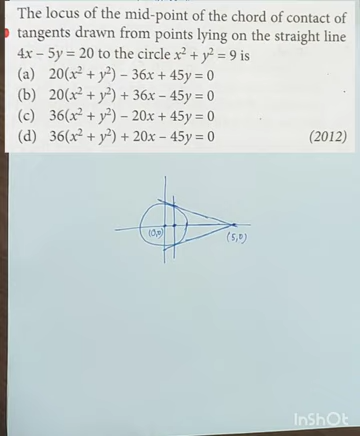 The locus of the mid-point of the chord of contact of
tangents drawn from points lying on the straight line
4x – 5y = 20 to the circle x² + y² = 9 is
(a) 20(x² + y²) – 36x + 45y = 0
(b) 20(x² + y²) + 36x – 45y = 0
(c) 36(x² + y²) – 20x + 45y = 0
(d) 36(x² + y²) + 20x – 45y = 0 (2012)
(0,0)
(5,0)
InShOt